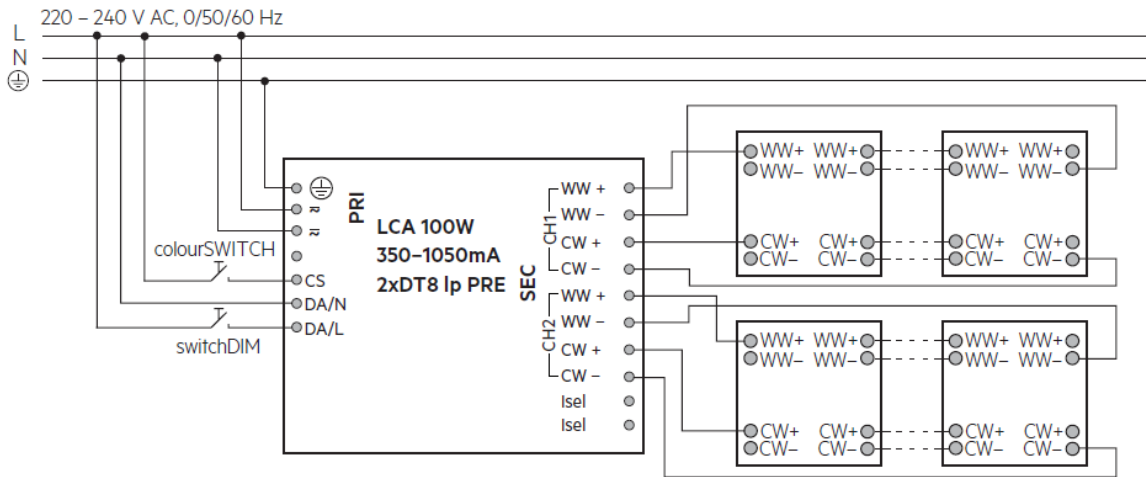 220 – 240 V AC, 0/50/60 Hz
L
N
PRI
≂
≂
colourSWITCH
CS
DA/N
DA/L
switchDIM
LCA 100W
350–1050mA
2xDT8 lp PRE
SEC
CH1
WW +
WW –
CW +
CW –
CH2
WW +
WW –
CW +
CW –
Isel
Isel
WW+ WW+ WW+ WW+
WW– WW– WW– WW–
CW+ CW+ CW+ CW+
CW– CW– CW– CW–
WW+ WW+ WW+ WW+
WW– WW– WW– WW–
CW+ CW+ CW+ CW+
CW– CW– CW– CW–